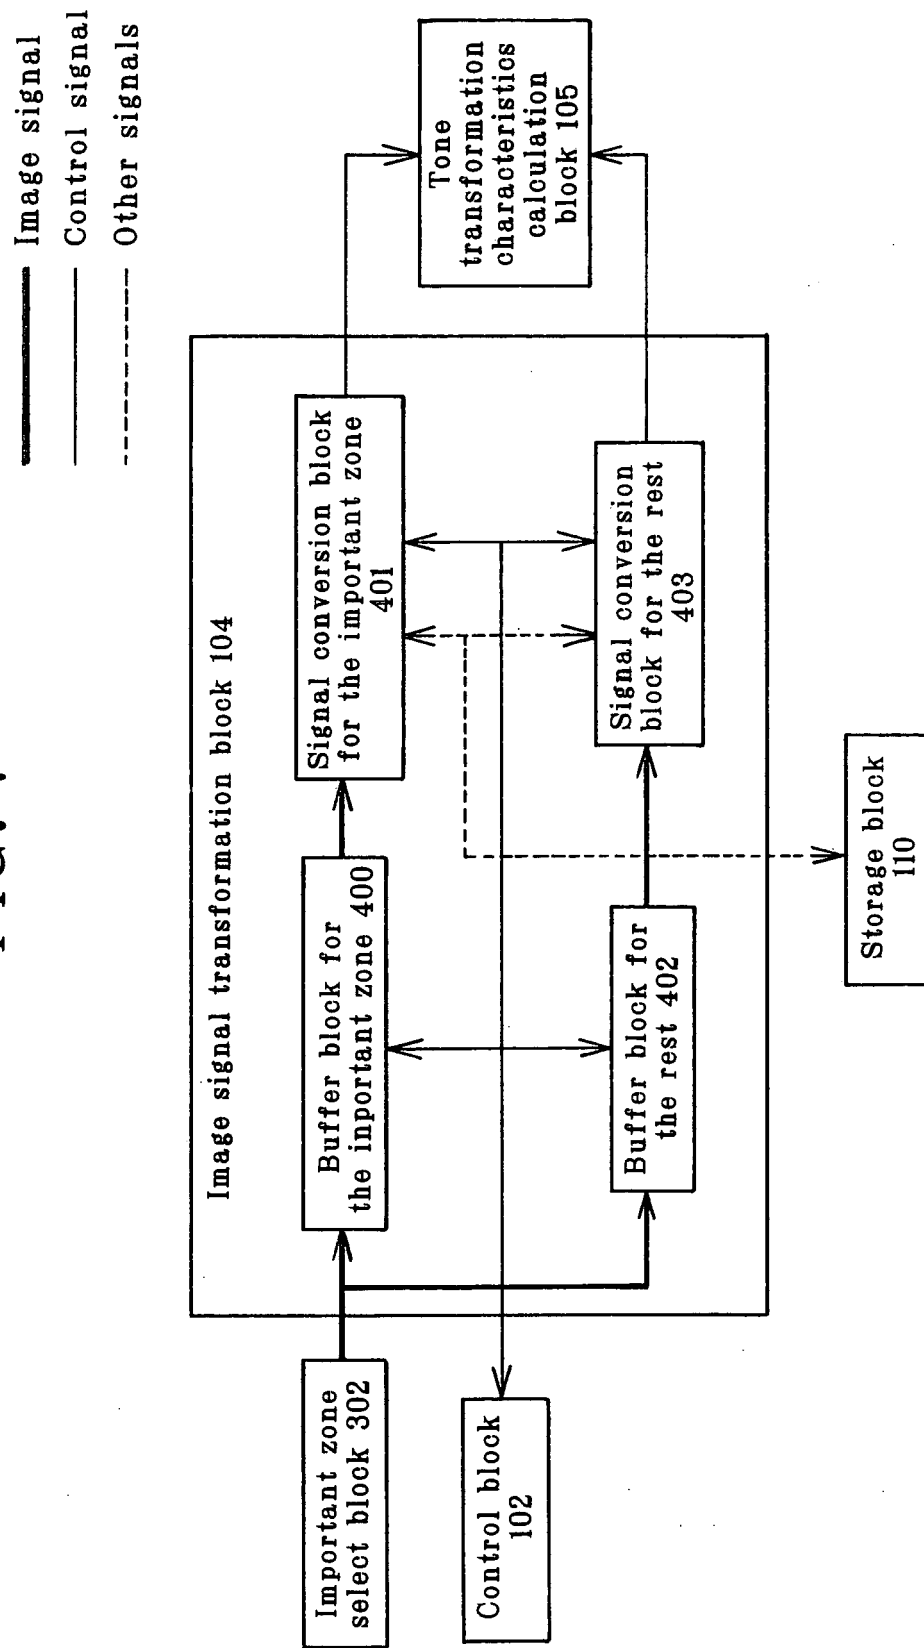 Image signal
Control signal
Other signals
Image signal transformation block 104
Important zone
select block 302
Buffer block for
the inportant zone 400
Signal conversion block
for the important zone
401
Tone
transformation
characteristics
calculation
block 105
Control block
102
Buffer block for
the rest 402
Signal conversion
block for the rest
403
Storage block
110